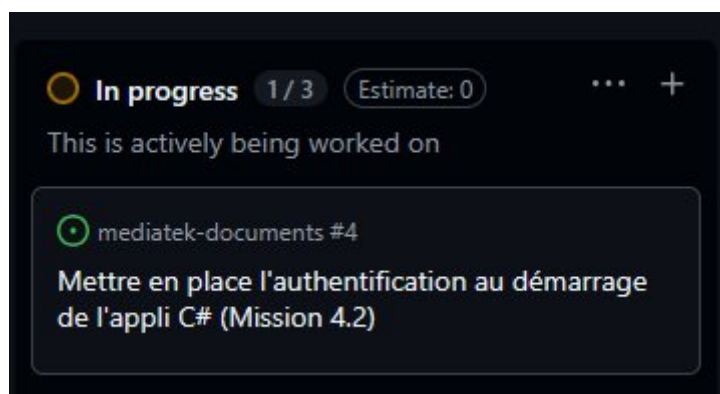 In progress 1 / 3 Estimate: 0
This is actively being worked on
mediatek-documents #4
Mettre en place l'authentification au démarrage
de l'appli C# (Mission 4.2)